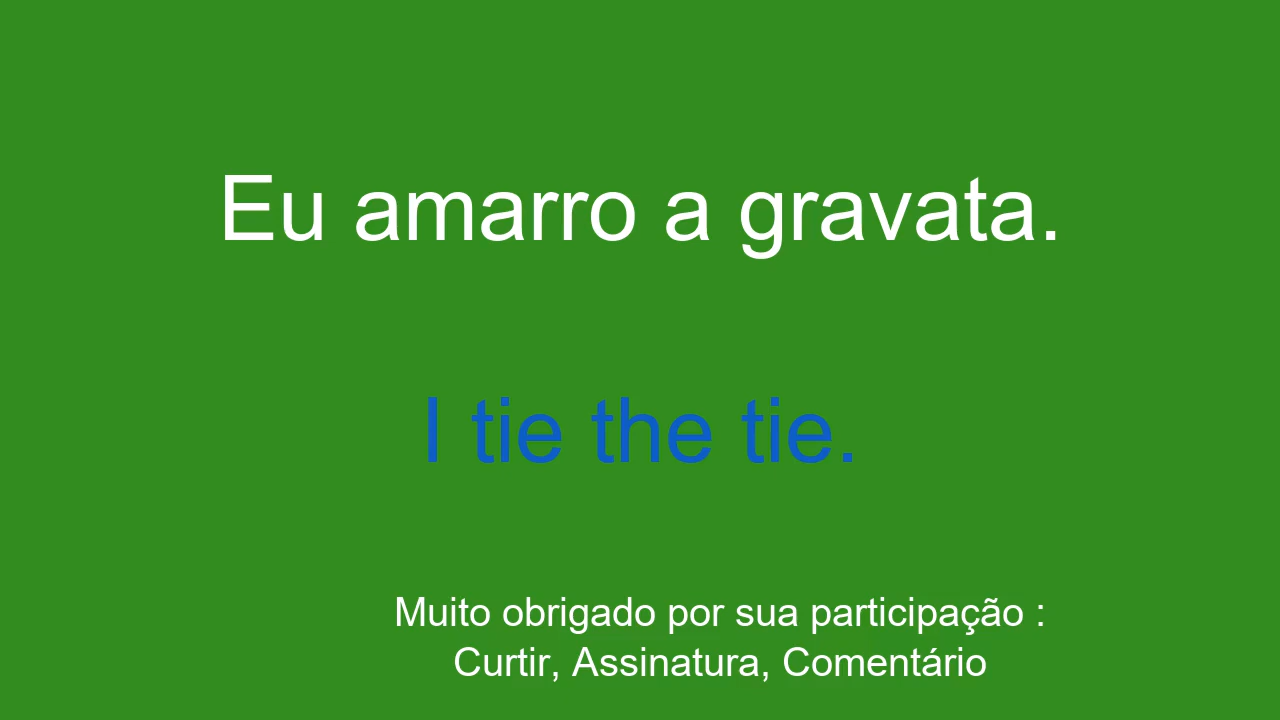 Eu amarro a gravata.
I tie the tie.
Muito obrigado por sua participação :
Curtir, Assinatura, Comentário